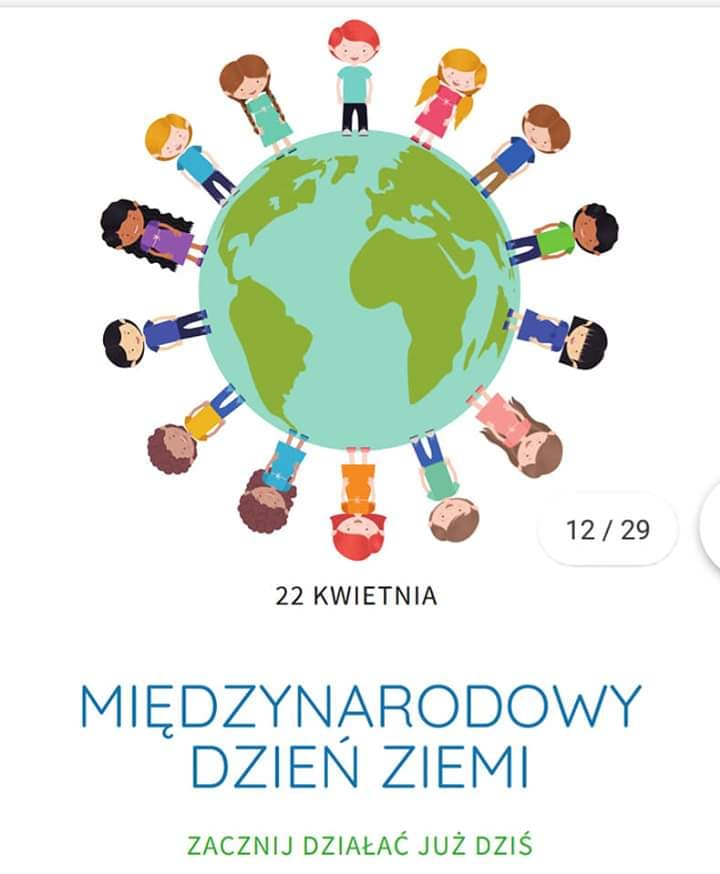 12 / 29
22 KWIETNIA
MIĘDZYNARODOWY
DZIEŃ ZIEMI
ZACZNIJ DZIAŁAĆ JUŻ DZIŚ